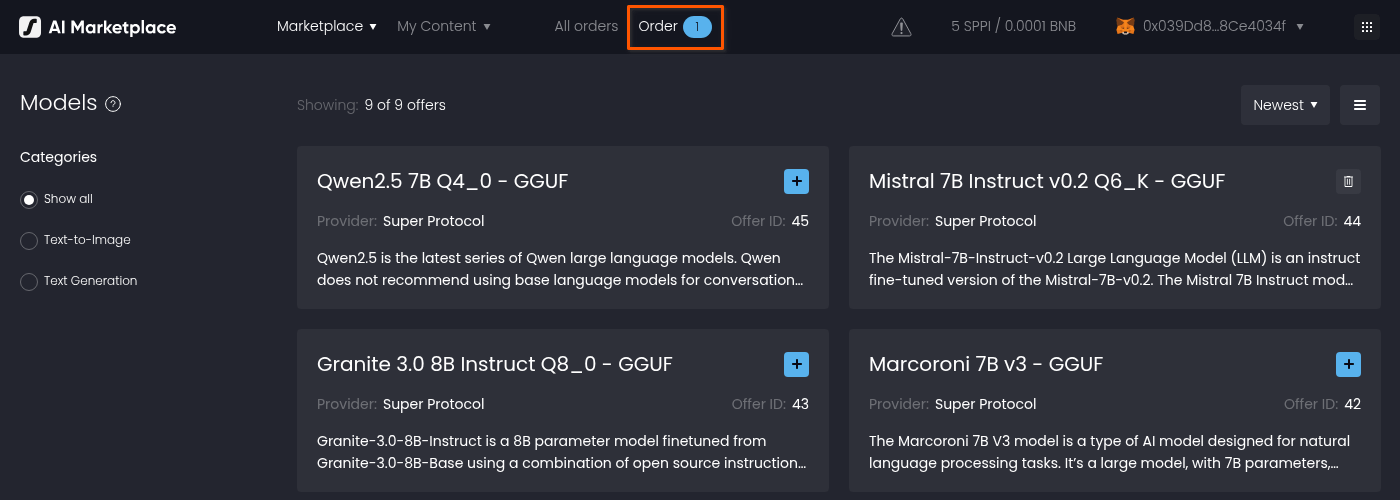 AI Marketplace
Marketplace
My Content
All orders
Order 1
5 SPPI / 0.0001 BNB
0x039Dd8...8Ce4034f
Models ?
Showing: 9 of 9 offers
Newest
Categories
Show all
Text-to-Image
Text Generation
Qwen2.5 7B Q4_0 - GGUF
Provider: Super Protocol
Offer ID: 45
Qwen2.5 is the latest series of Qwen large language models. Qwen
does not recommend using base language models for conversation...
Mistral 7B Instruct v0.2 Q6_K - GGUF
Provider: Super Protocol
Offer ID: 44
The Mistral-7B-Instruct-v0.2 Large Language Model (LLM) is an instruct
fine-tuned version of the Mistral-7B-v0.2. The Mistral 7B Instruct mod...
Granite 3.0 8B Instruct Q8_0 - GGUF
Provider: Super Protocol
Offer ID: 43
Granite-3.0-8B-Instruct is a 8B parameter model finetuned from
Granite-3.0-8B-Base using a combination of open source instruction...
Marcoroni 7B v3 - GGUF
Provider: Super Protocol
Offer ID: 42
The Marcoroni 7B V3 model is a type of AI model designed for natural
language processing tasks. It's a large model, with 7B parameters,...